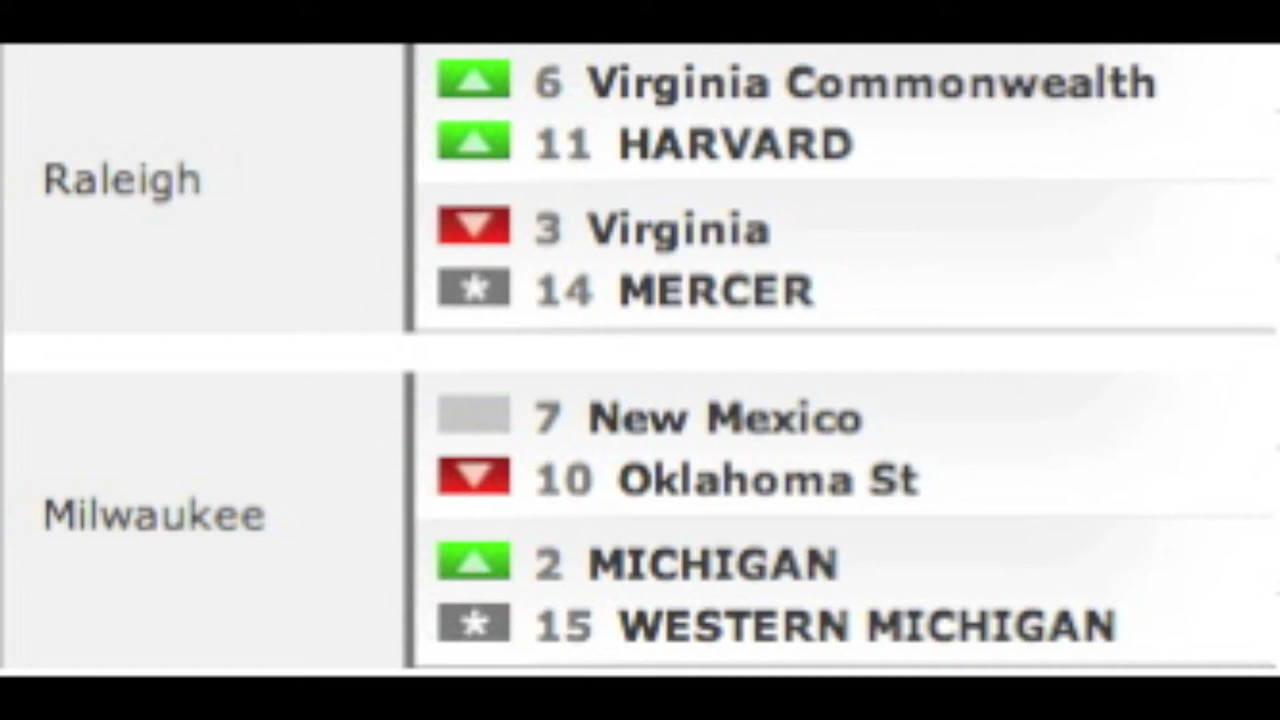 Raleigh
6 Virginia Commonwealth
11 HARVARD
3 Virginia
* 14 MERCER
Milwaukee
7 New Mexico
10 Oklahoma St
2 MICHIGAN
* 15 WESTERN MICHIGAN